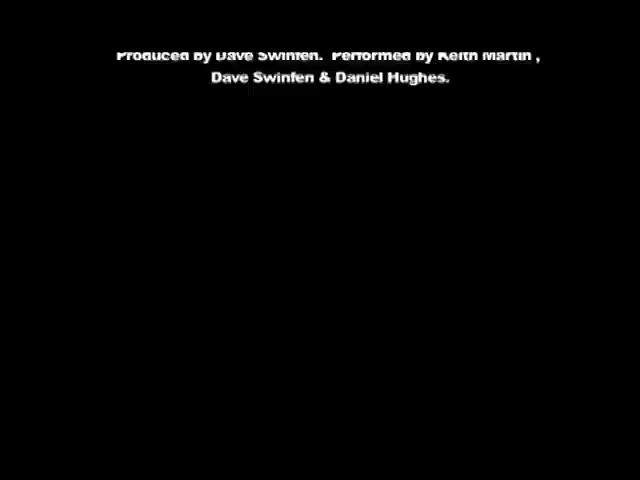 Produced by Dave Swinfen.  Performed by Keith Martin ,
Dave Swinfen & Daniel Hughes.